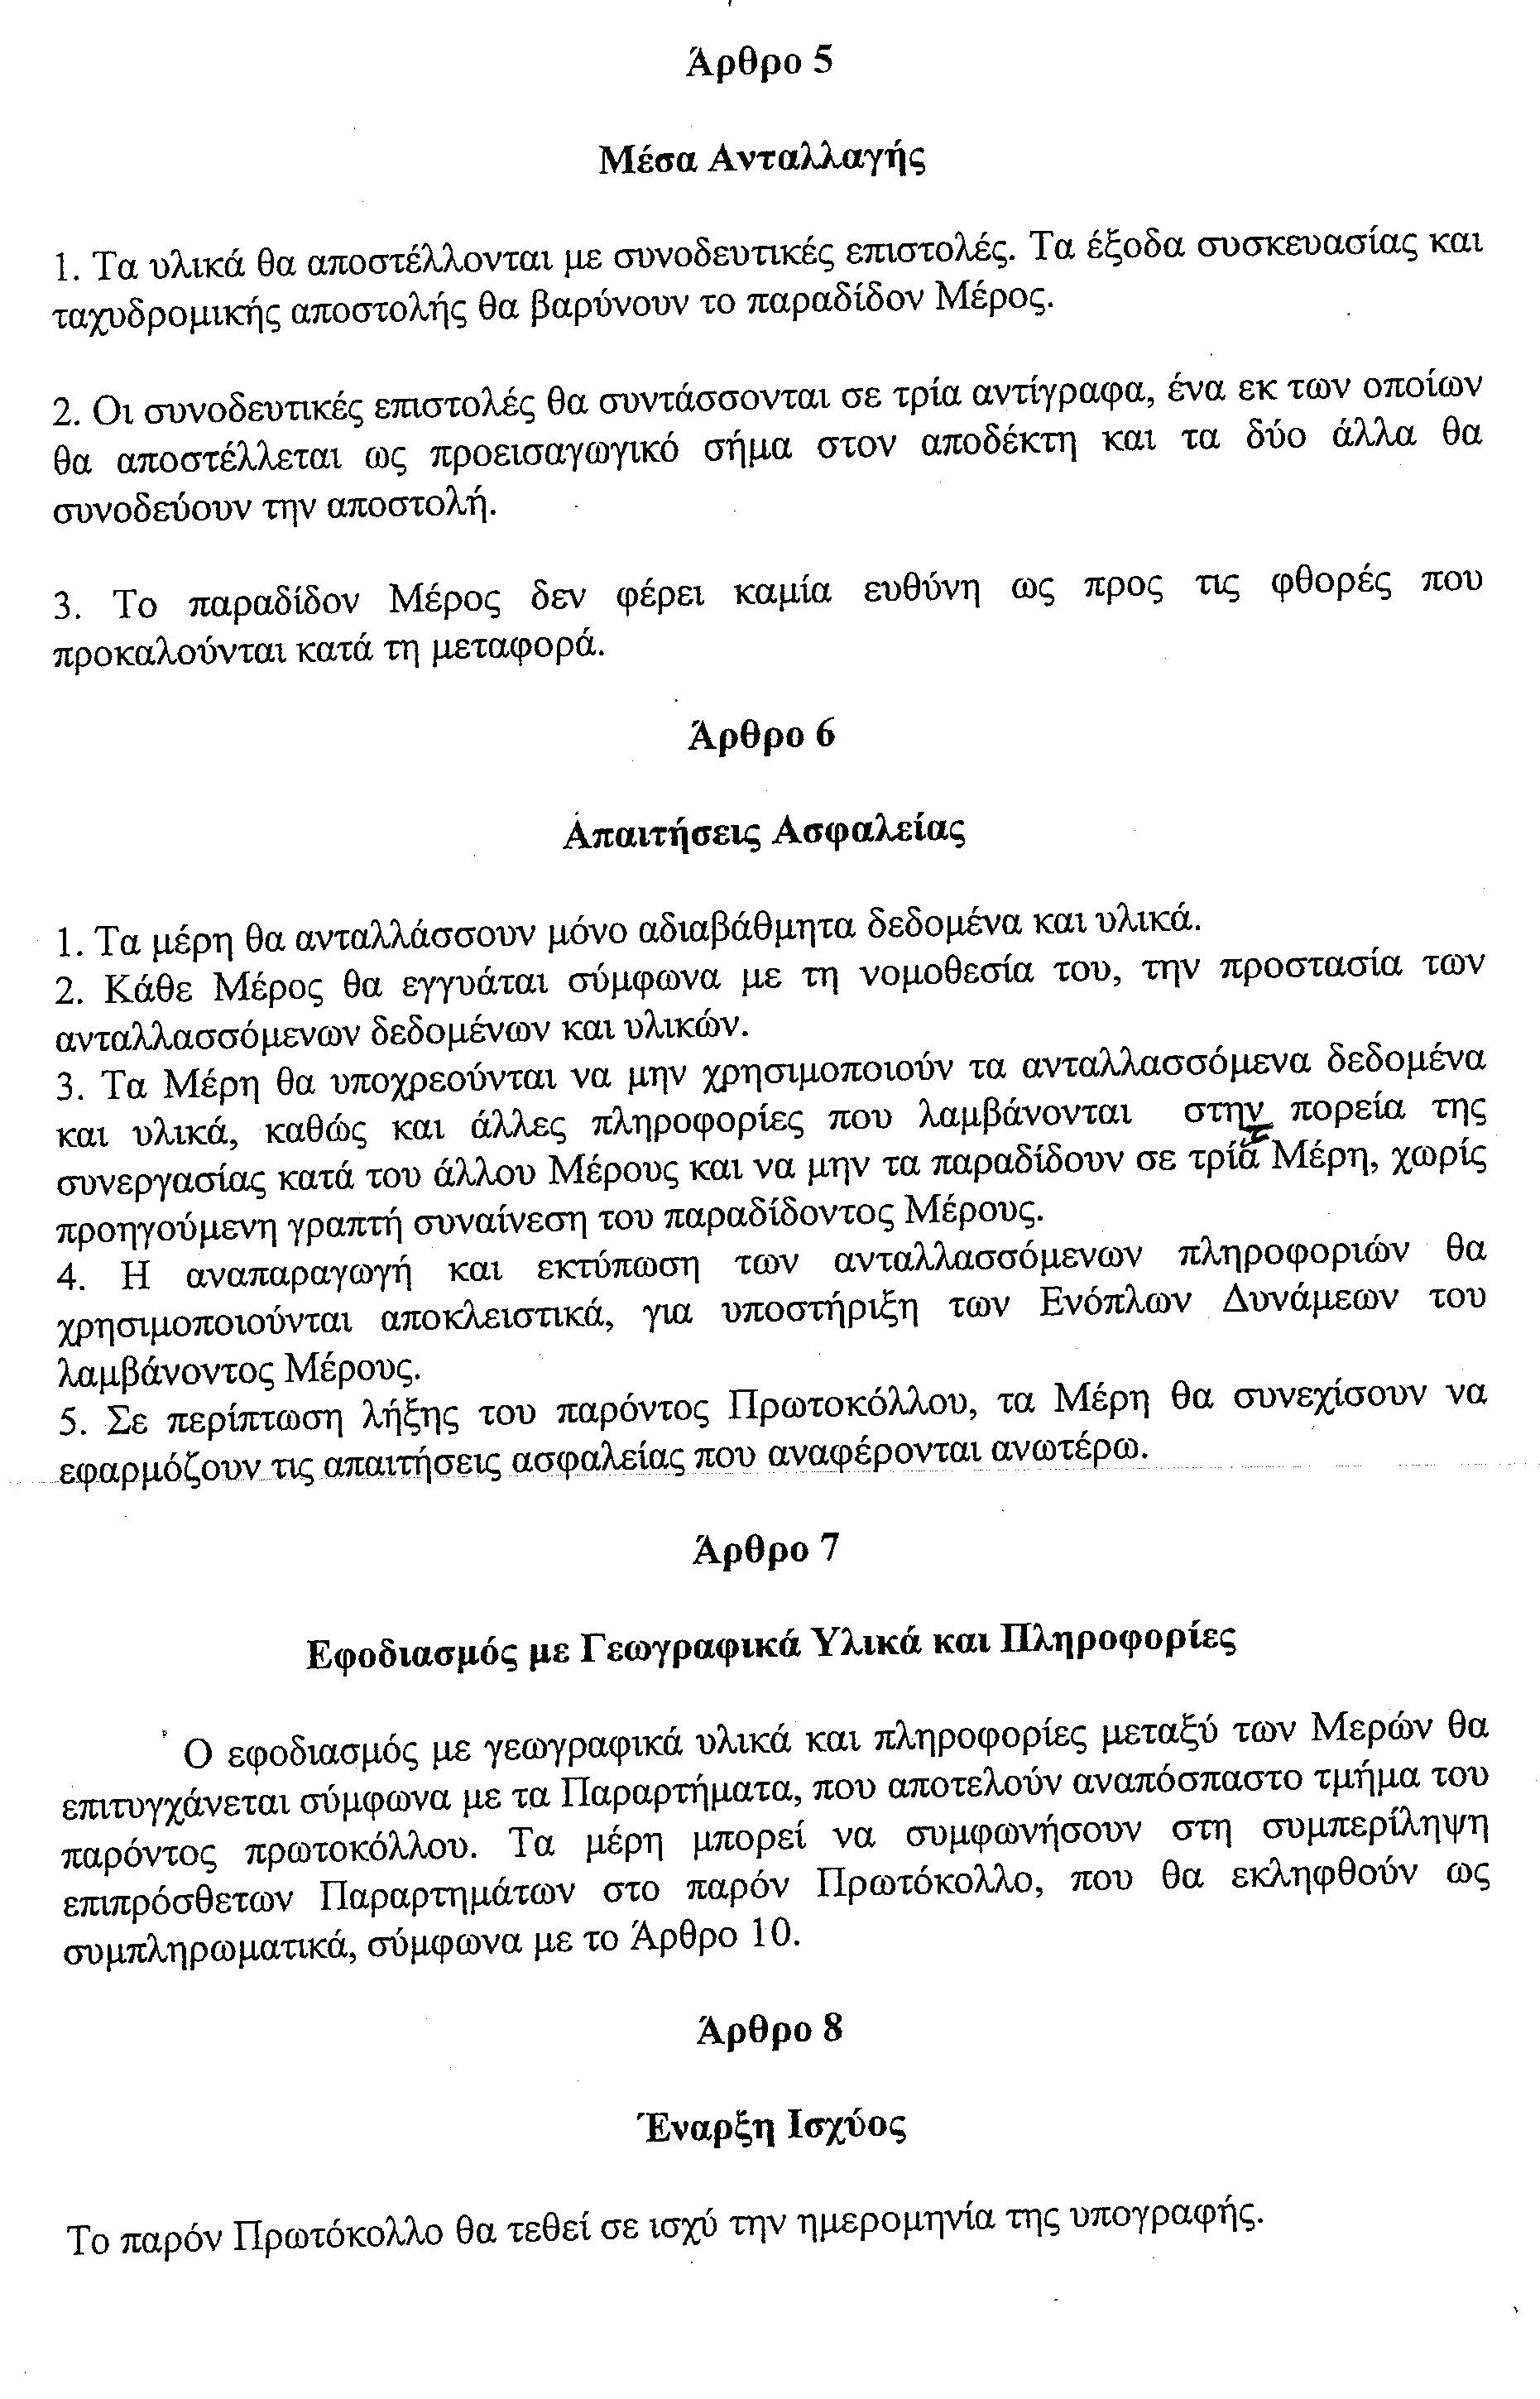 Άρθρο 5
Μέσα Ανταλλαγής
1. Τα υλικά θα αποστέλλονται με συνοδευτικές επιστολές. Τα έξοδα συσκευασίας και
ταχυδρομικής αποστολής θα βαρύνουν το παραδίδον Μέρος.
2. Οι συνοδευτικές επιστολές θα συντάσσονται σε τρία αντίγραφα, ένα εκ των οποίων
θα αποστέλλεται ως προεισαγωγικό σήμα στον αποδέκτη και τα δύο άλλα θα
συνοδεύουν την αποστολή.
3. Το παραδίδον Μέρος δεν φέρει καμία ευθύνη ως προς τις φθορές που
προκαλούνται κατά τη μεταφορά.
Άρθρο 6
Απαιτήσεις Ασφαλείας
1. Τα μέρη θα ανταλλάσσουν μόνο αδιαβάθμητα δεδομένα και υλικά.
2. Κάθε Μέρος θα εγγυάται σύμφωνα με τη νομοθεσία του, την προστασία των
ανταλλασσόμενων δεδομένων και υλικών.
3. Τα Μέρη θα υποχρεούνται να μην χρησιμοποιούν τα ανταλλασσόμενα δεδομένα
και υλικά, καθώς και άλλες πληροφορίες που λαμβάνονται στην πορεία της
συνεργασίας κατά του άλλου Μέρους και να μην τα παραδίδουν σε τρία Μέρη, χωρίς
προηγούμενη γραπτή συναίνεση του παραδίδοντος Μέρους.
4. Η αναπαραγωγή και εκτύπωση των ανταλλασσόμενων πληροφοριών θα
χρησιμοποιούνται αποκλειστικά, για υποστήριξη των Ενόπλων Δυνάμεων του
λαμβάνοντος Μέρους.
5. Σε περίπτωση λήξης του παρόντος Πρωτοκόλλου, τα Μέρη θα συνεχίσουν να
εφαρμόζουν τις απαιτήσεις ασφαλείας που αναφέρονται ανωτέρω.
Άρθρο 7
Εφοδιασμός με Γεωγραφικά Υλικά και Πληροφορίες
Ο εφοδιασμός με γεωγραφικά υλικά και πληροφορίες μεταξύ των Μερών θα
επιτυγχάνεται σύμφωνα με τα Παραρτήματα, που αποτελούν αναπόσπαστο τμήμα του
παρόντος πρωτοκόλλου. Τα μέρη μπορεί να συμφωνήσουν στη συμπερίληψη
επιπρόσθετων Παραρτημάτων στο παρόν Πρωτόκολλο, που θα εκληφθούν ως
συμπληρωματικά, σύμφωνα με το Άρθρο 10.
Άρθρο 8
Έναρξη Ισχύος
Το παρόν Πρωτόκολλο θα τεθεί σε ισχύ την ημερομηνία της υπογραφής.